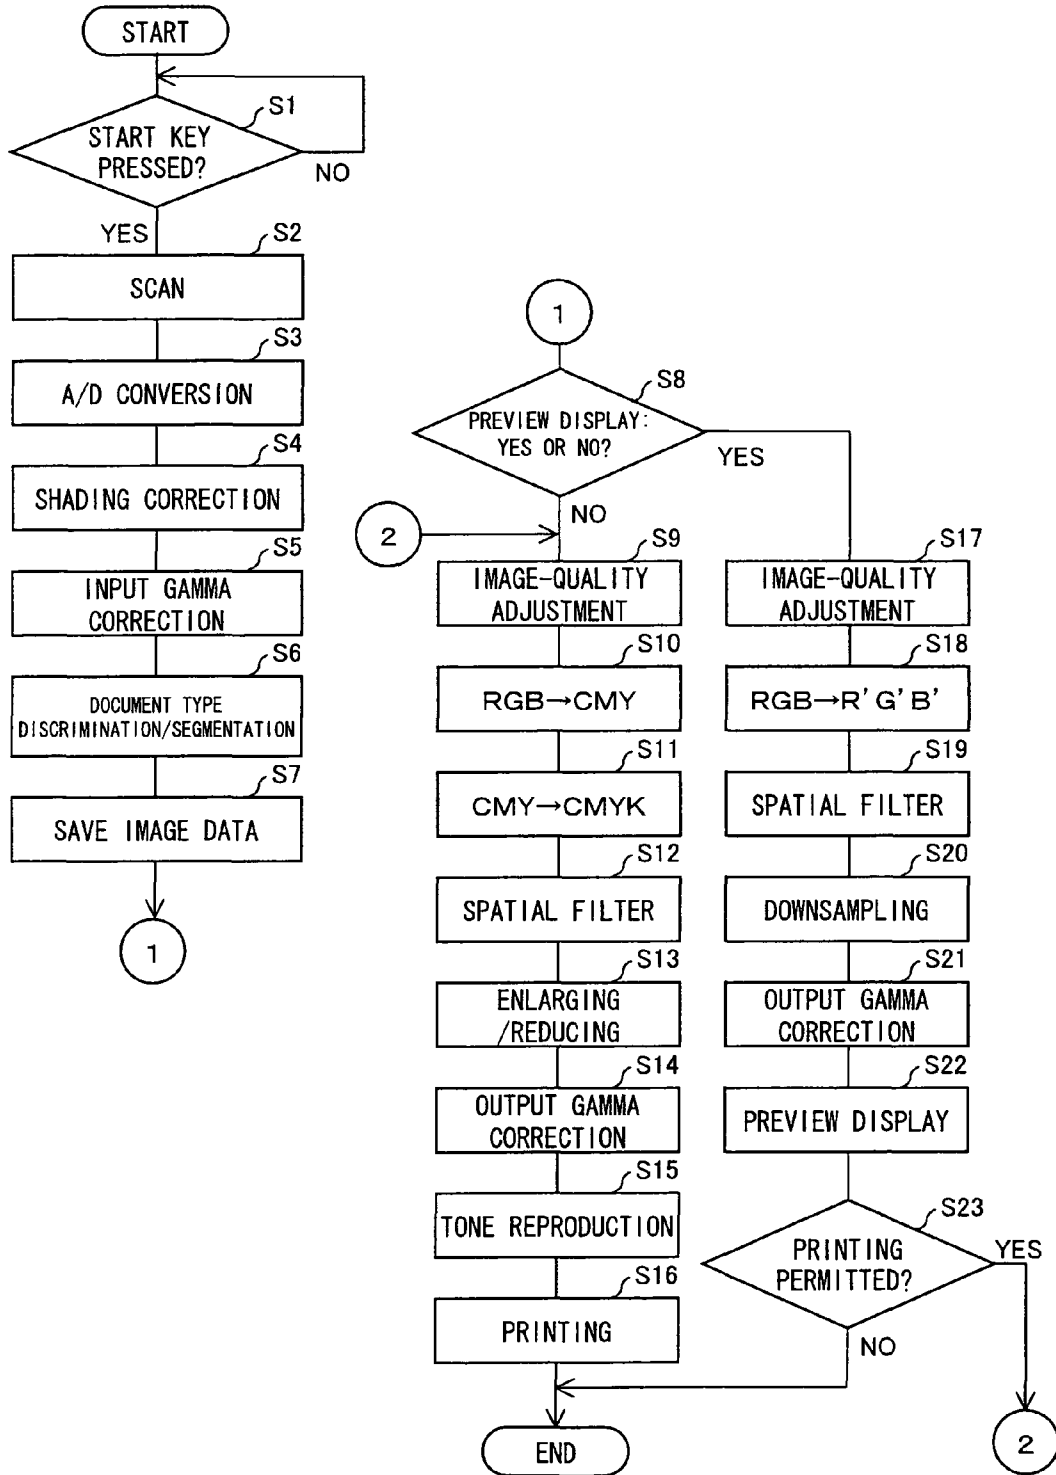 START
S1
START KEY
PRESSED?
NO
YES
S2
SCAN
S3
A/D CONVERSION
S4
SHADING CORRECTION
S5
INPUT GAMMA
CORRECTION
S6
DOCUMENT TYPE
DISCRIMINATION/SEGMENTATION
S7
SAVE IMAGE DATA
1
1
S8
PREVIEW DISPLAY:
YES OR NO?
YES
NO
2
S9
IMAGE-QUALITY
ADJUSTMENT
S10
RGB→CMY
S11
CMY→CMYK
S12
SPATIAL FILTER
S13
ENLARGING
/REDUCING
S14
OUTPUT GAMMA
CORRECTION
S15
TONE REPRODUCTION
S16
PRINTING
END
S17
IMAGE-QUALITY
ADJUSTMENT
S18
RGB→R'G'B'
S19
SPATIAL FILTER
S20
DOWNSAMPLING
S21
OUTPUT GAMMA
CORRECTION
S22
PREVIEW DISPLAY
S23
PRINTING
PERMITTED?
YES
NO
2